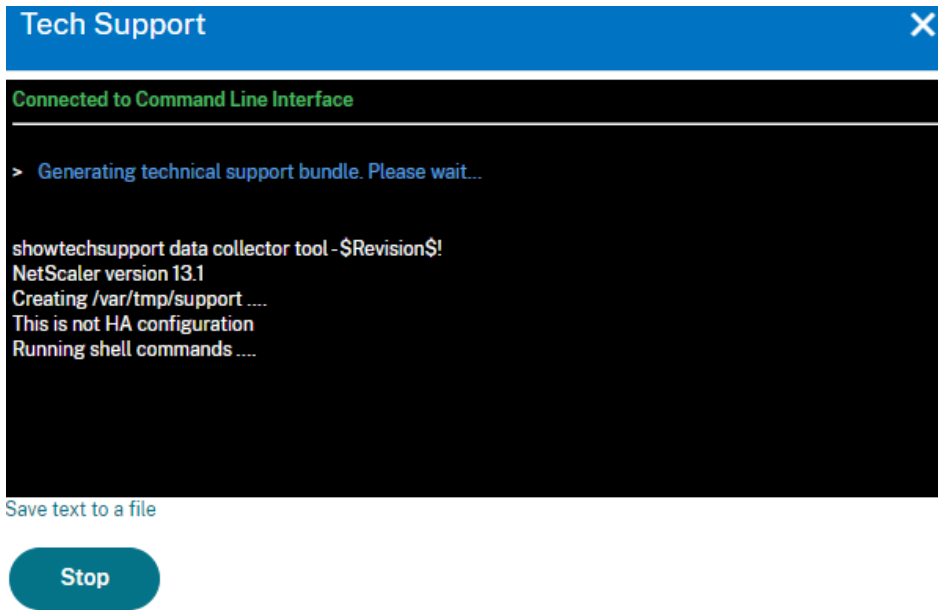 Tech Support
Connected to Command Line Interface
> Generating technical support bundle. Please wait...
showtechsupport data collector tool - $Revision$!
NetScaler version 13.1
Creating /var/tmp/support ....
This is not HA configuration
Running shell commands ....
Save text to a file
Stop